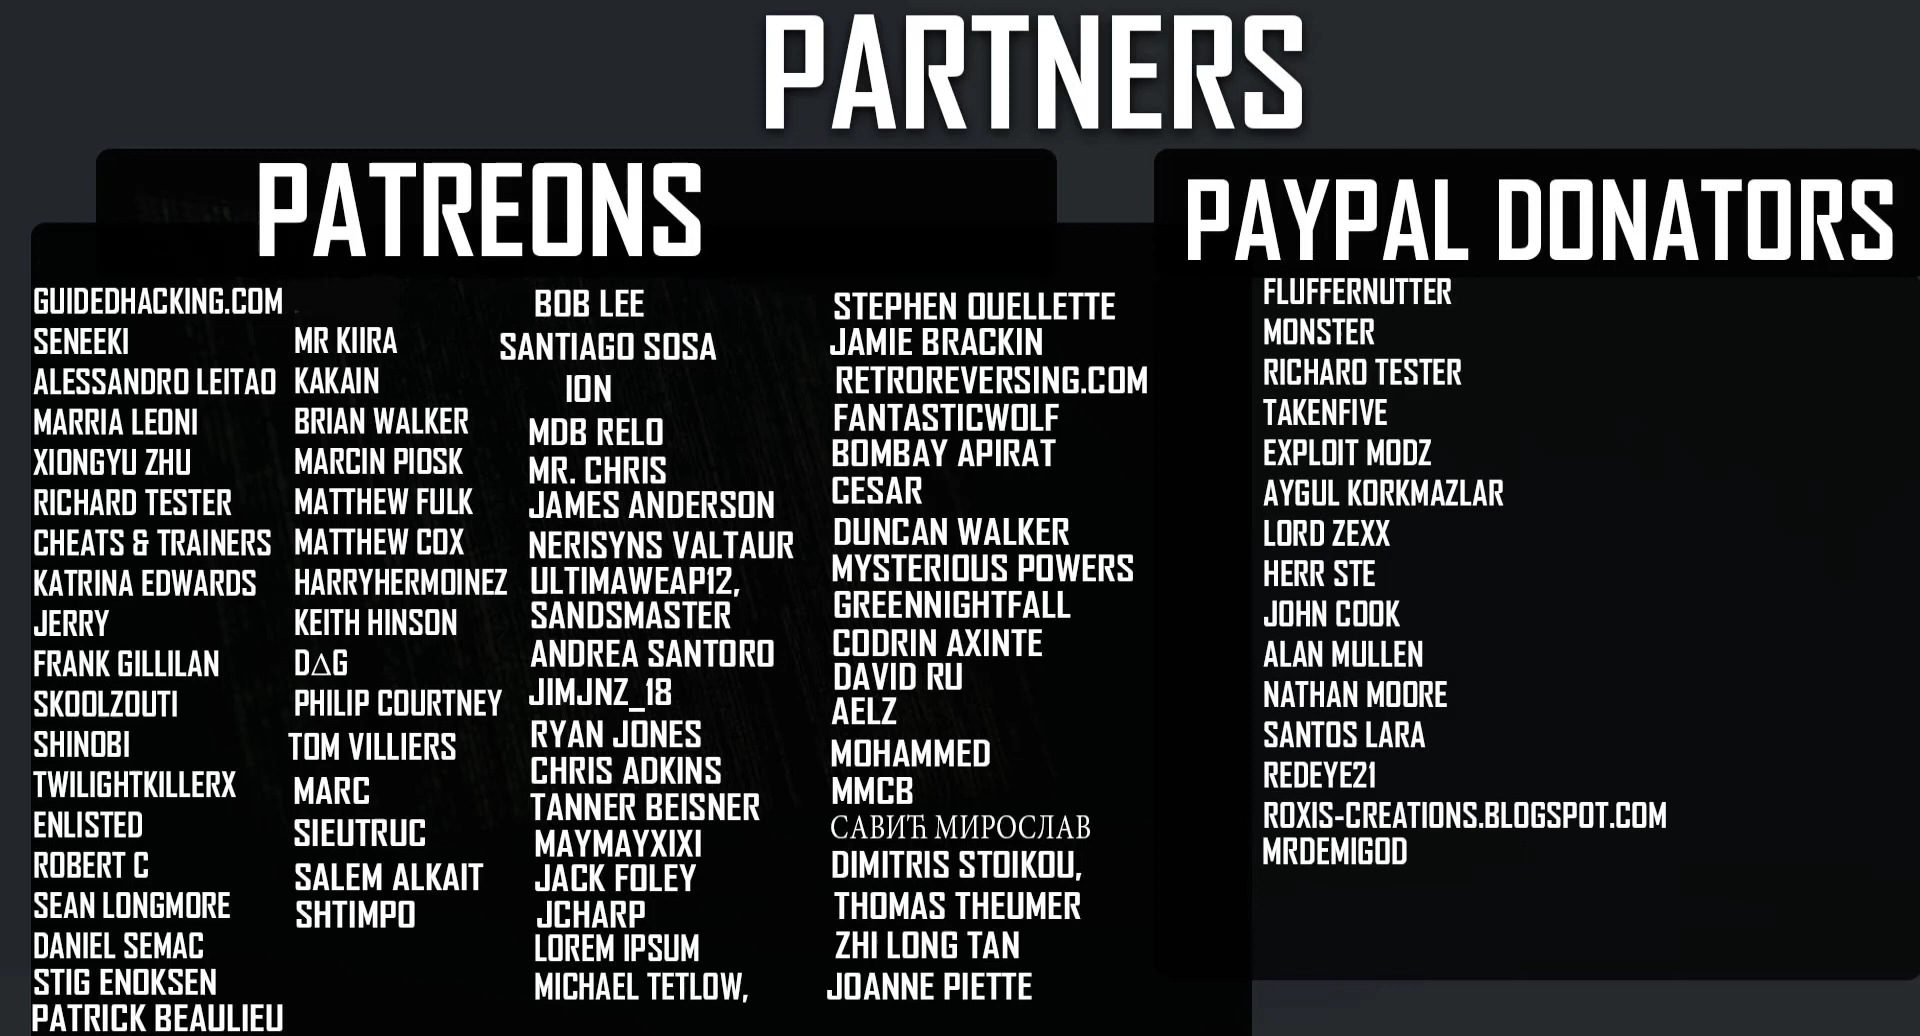 PARTNERS
PATREONS
GUIDEDHACKING.COM
SENEEKI
ALESSANDRO LEITAO
MARRIA LEONI
XIONGYU ZHU
RICHARD TESTER
CHEATS & TRAINERS
KATRINA EDWARDS
JERRY
FRANK GILLILAN
SKOOLZOUTI
SHINOBI
TWILIGHTKILLERX
ENLISTED
ROBERT C
SEAN LONGMORE
DANIEL SEMAC
STIG ENOKSEN
PATRICK BEAULIEU
MR KIIRA
KAKAIN
BRIAN WALKER
MARCIN PIOSK
MATTHEW FULK
MATTHEW COX
HARRYHERMOINEZ
KEITH HINSON
D△G
PHILIP COURTNEY
TOM VILLIERS
MARC
SIEUTRUC
SALEM ALKAIT
SHTIMPO
BOB LEE
SANTIAGO SOSA
ION
MDB RELO
MR. CHRIS
JAMES ANDERSON
NERISYNS VALTAUR
ULTIMAWEAP12,
SANDSMASTER
ANDREA SANTORO
JIMJNZ_18
RYAN JONES
CHRIS ADKINS
TANNER BEISNER
MAYMAYXIXI
JACK FOLEY
JCHARP
LOREM IPSUM
MICHAEL TETLOW,
STEPHEN OUELLETTE
JAMIE BRACKIN
RETROREVERSING.COM
FANTASTICWOLF
BOMBAY APIRAT
CESAR
DUNCAN WALKER
MYSTERIOUS POWERS
GREENNIGHTFALL
CODRIN AXINTE
DAVID RU
AELZ
MOHAMMED
MMCB
САВИЋ МИРОСЛАВ
DIMITRIS STOIKOU,
THOMAS THEUMER
ZHI LONG TAN
JOANNE PIETTE
PAYPAL DONATORS
FLUFFERNUTTER
MONSTER
RICHARD TESTER
TAKENFIVE
EXPLOIT MODZ
AYGUL KORKMAZLAR
LORD ZEXX
HERR STE
JOHN COOK
ALAN MULLEN
NATHAN MOORE
SANTOS LARA
REDEYE21
ROXIS-CREATIONS.BLOGSPOT.COM
MRDEMIGOD